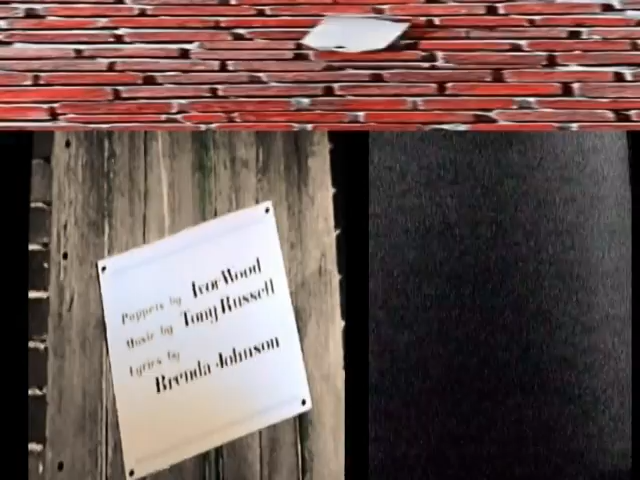 Puppets by Ivor Wood
Music by Tony Russell
Lyrics by
Brenda Johnson